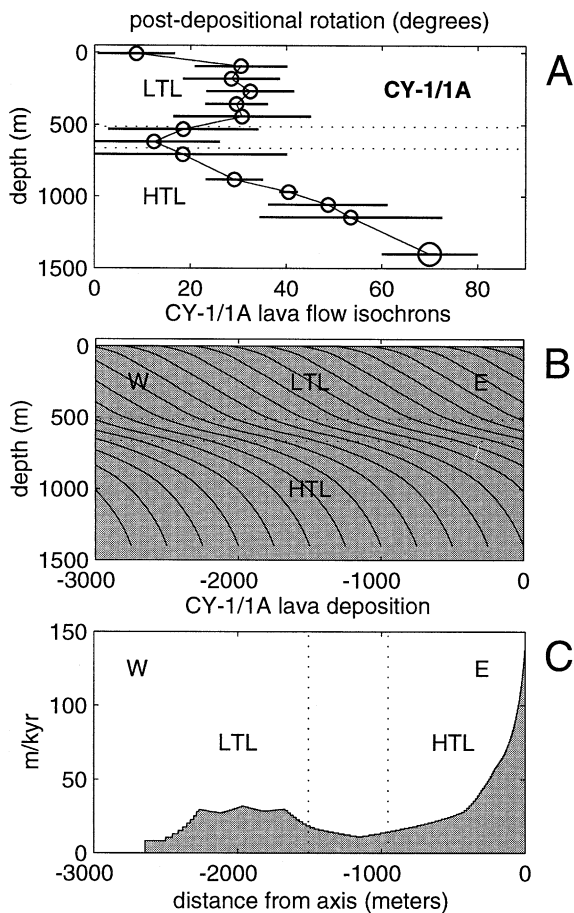 post-depositional rotation (degrees)
A
0
LTL
CY-1/1A
depth (m)
500
HTL
1000
1500
0 20 40 60 80
CY-1/1A lava flow isochrons
B
0
W LTL E
depth (m)
500
HTL
1000
1500
-3000 -2000 -1000 0
CY-1/1A lava deposition
C
150
W E
100
m/kyr
LTL HTL
50
0
-3000 -2000 -1000 0
distance from axis (meters)